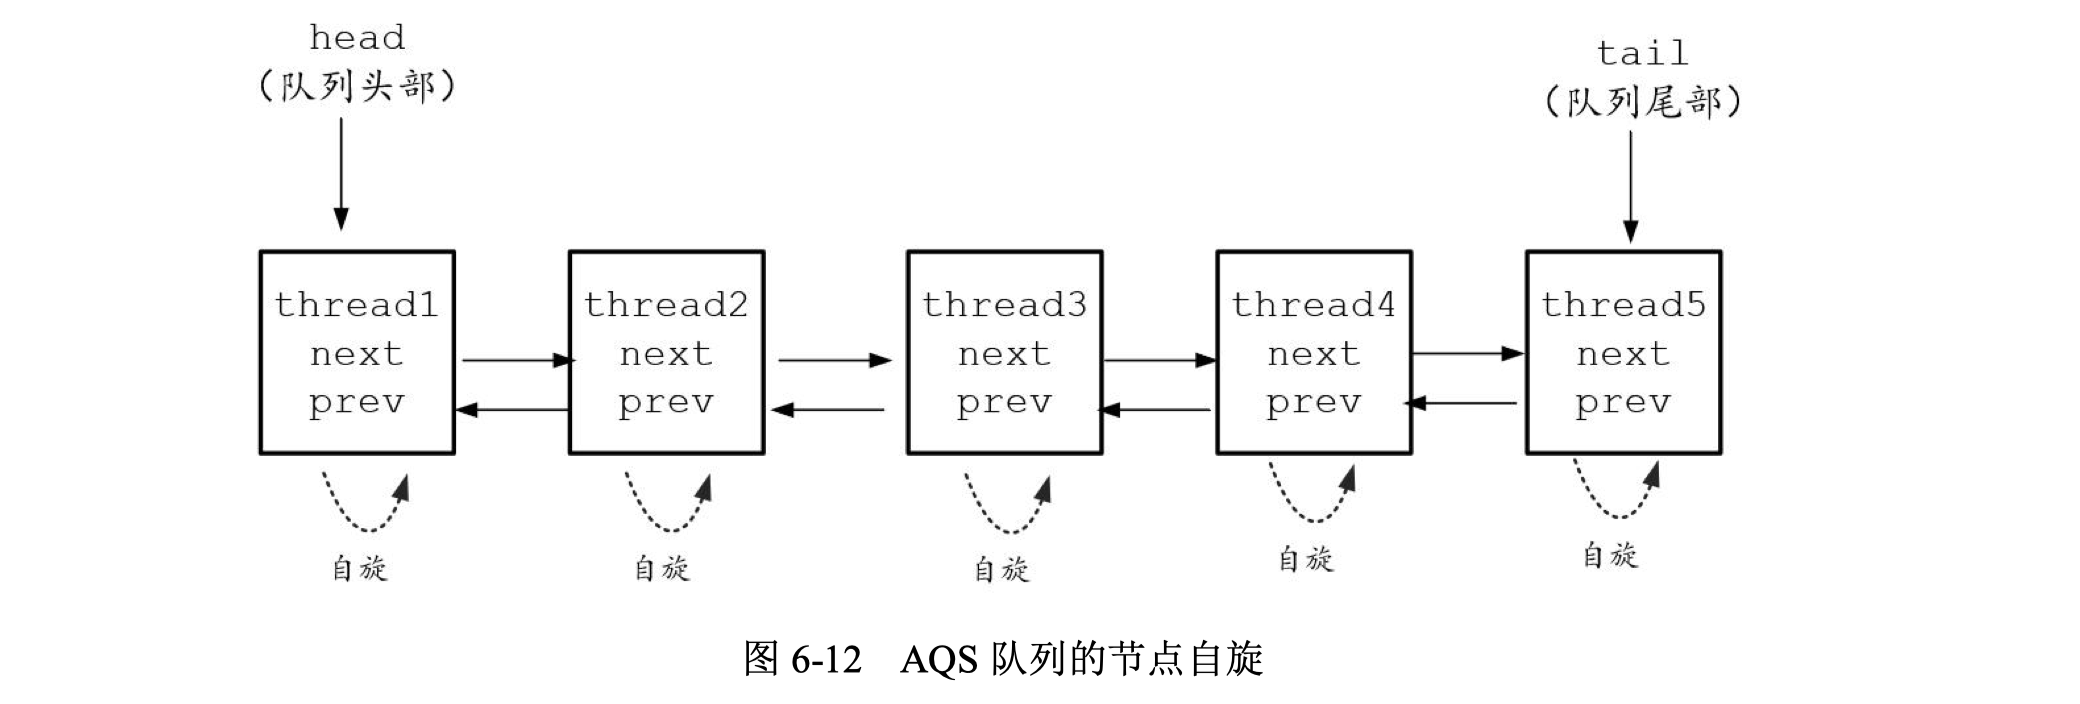 head
（队列头部）
tail
（队列尾部）
thread1
next
prev
thread2
next
prev
thread3
next
prev
thread4
next
prev
thread5
next
prev
自旋
自旋
自旋
自旋
自旋
图 6-12 AQS 队列的节点自旋